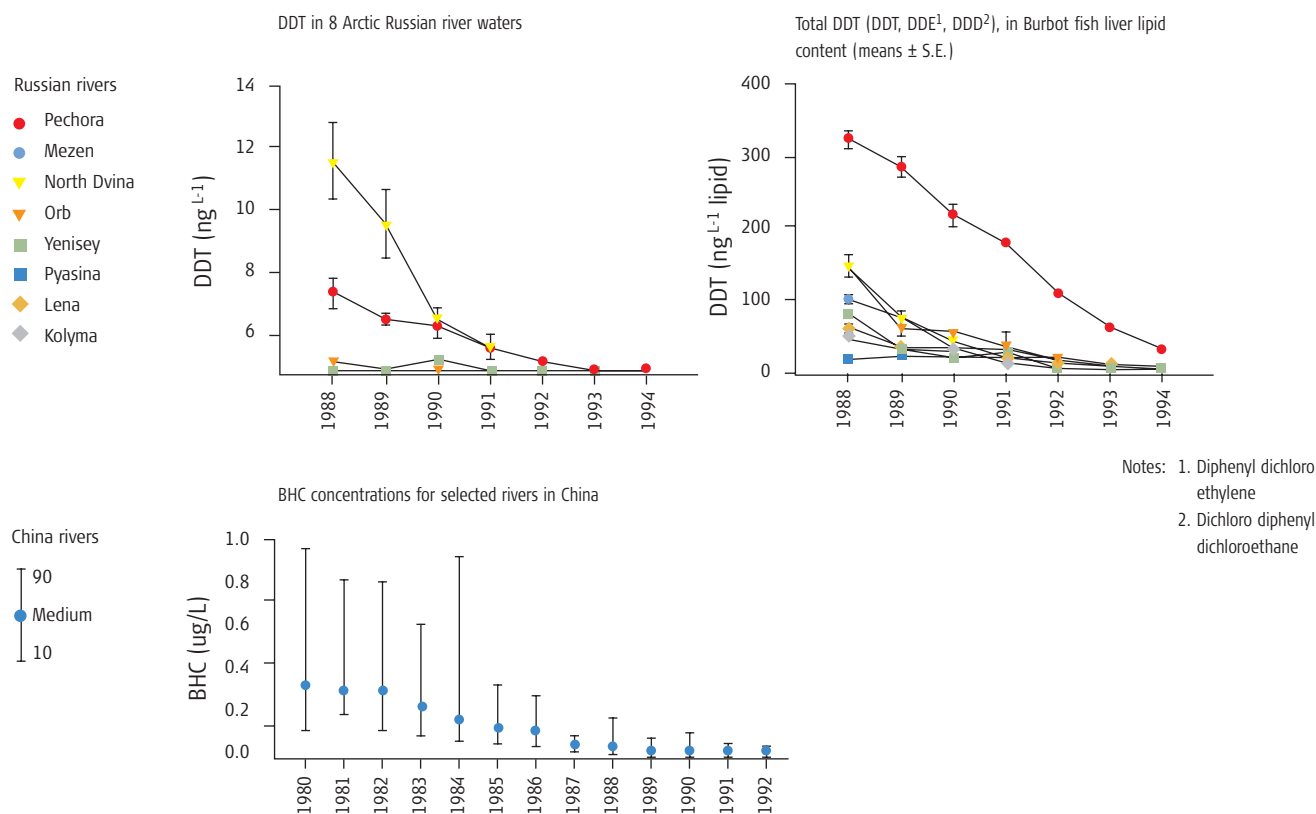 DDT in 8 Arctic Russian river waters
Total DDT (DDT, DDE1, DDD2), in Burbot fish liver lipid
content (means ± S.E.)
Russian rivers
Pechora
Mezen
North Dvina
Orb
Yenisey
Pyasina
Lena
Kolyma
DDT (ng L-1)
14
12
10
8
6
1988
1989
1990
1991
1992
1993
1994
DDT (ng L-1 lipid)
400
300
200
100
0
1988
1989
1990
1991
1992
1993
1994
Notes: 1. Diphenyl dichloro
ethylene
2. Dichloro diphenyl
dichloroethane
BHC concentrations for selected rivers in China
China rivers
90
Medium
10
BHC (ug/L)
1.0
0.8
0.6
0.4
0.2
0.0
1980
1981
1982
1983
1984
1985
1986
1987
1988
1989
1990
1991
1992